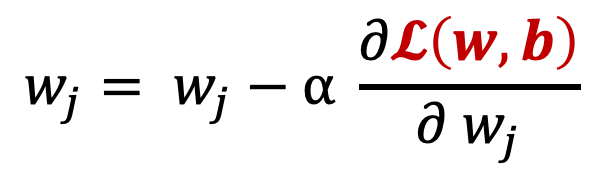 w_j = w_j − α ∂ℒ(w, b) / ∂ w_j